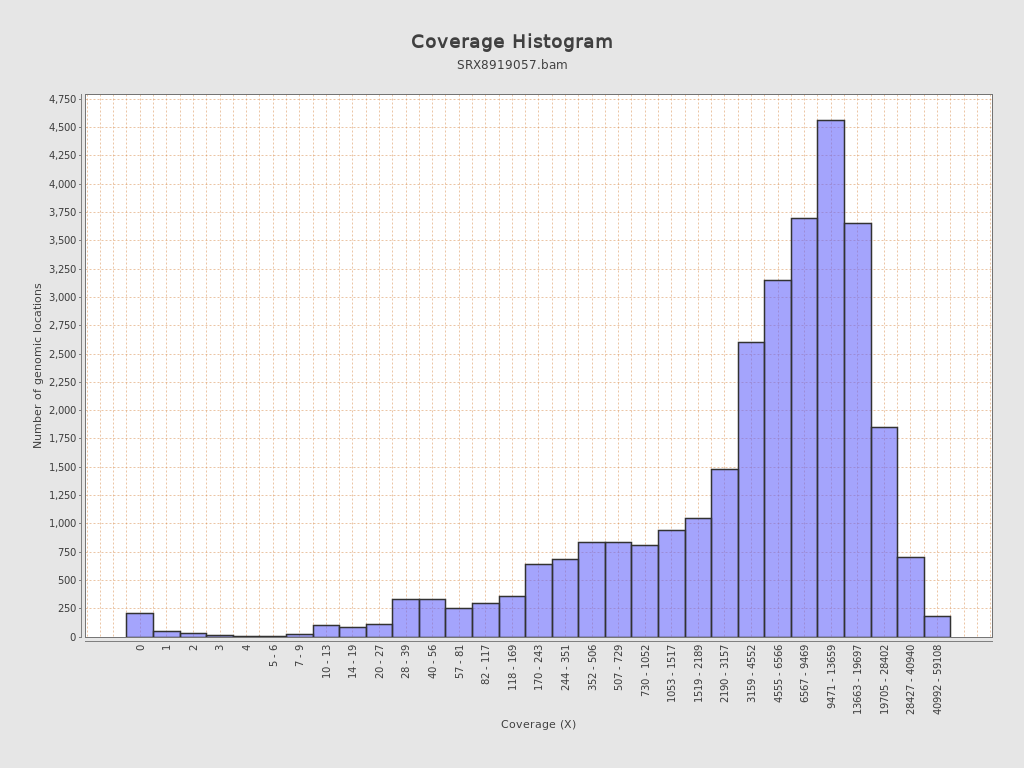 Coverage Histogram
SRX8919057.bam
Number of genomic locations
4,750
4,500
4,250
4,000
3,750
3,500
3,250
3,000
2,750
2,500
2,250
2,000
1,750
1,500
1,250
1,000
750
500
250
0
0
1
2
3
4
5 - 6
7 - 9
10 - 13
14 - 19
20 - 27
28 - 39
40 - 56
57 - 81
82 - 117
118 - 169
170 - 243
244 - 351
352 - 506
507 - 729
730 - 1052
1053 - 1517
1519 - 2189
2190 - 3157
3159 - 4552
4555 - 6566
6567 - 9469
9471 - 13659
13663 - 19697
19705 - 28402
28427 - 40940
40992 - 59108
Coverage (X)